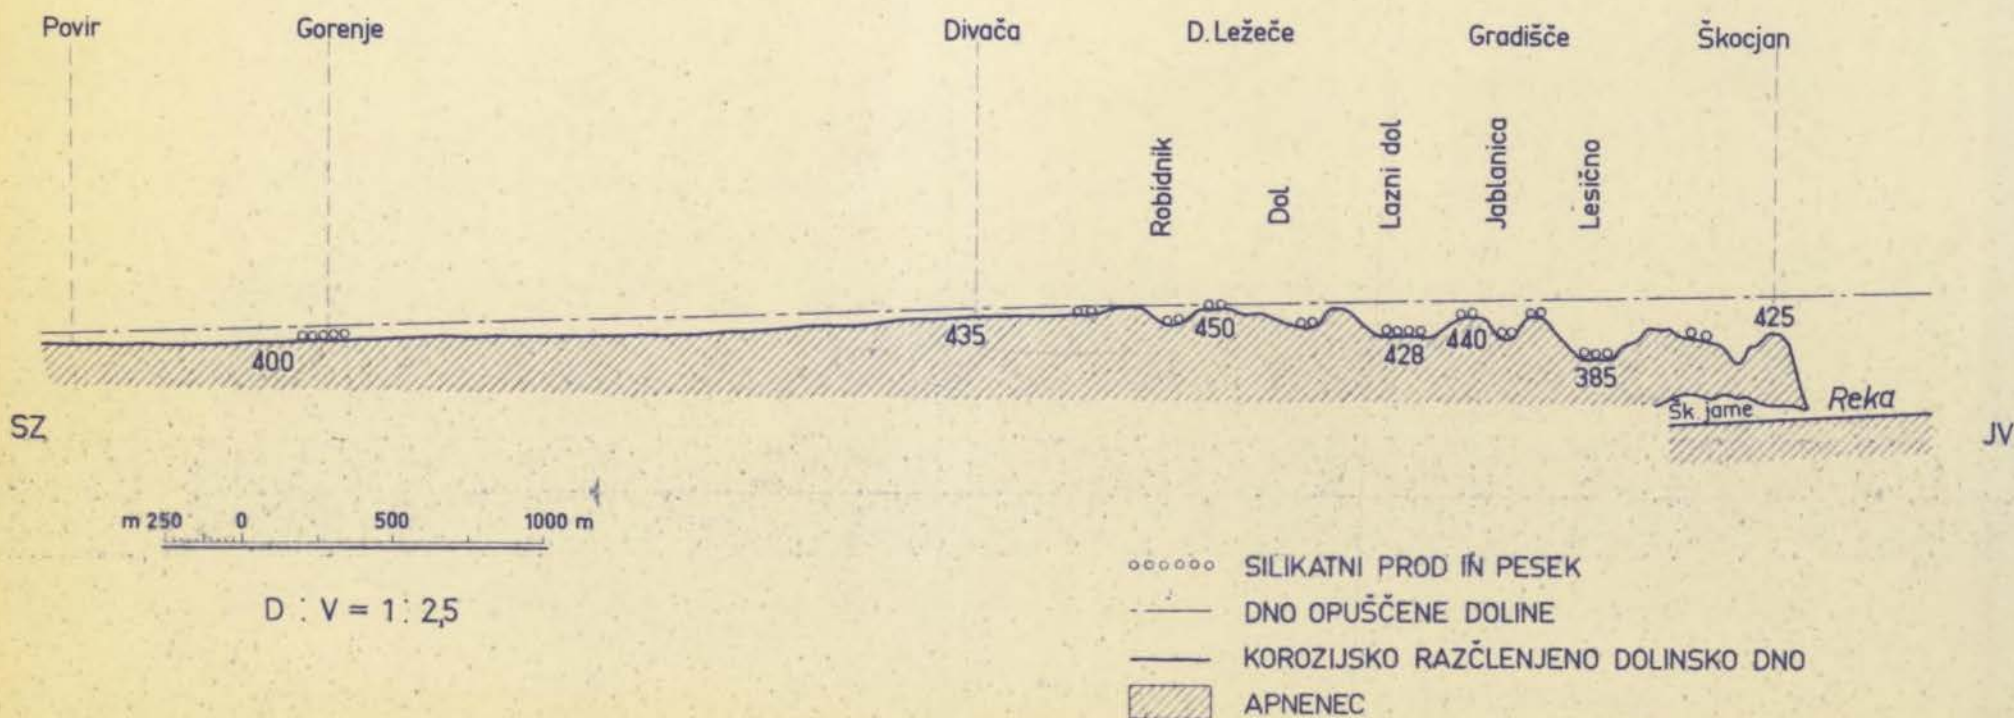 Povir
Gorenje
Divača
D. Ležeče
Gradišče
Škocjan
Robidnik
Dol
Lazni dol
Jablanica
Lesično
400
435
450
428
440
385
425
Šk. jame
Reka
SZ
JV
m 250 0 500 1000 m
D : V = 1 : 2,5
SILIKATNI PROD IN PESEK
DNO OPUŠČENE DOLINE
KOROZIJSKO RAZČLENJENO DOLINSKO DNO
APNENEC